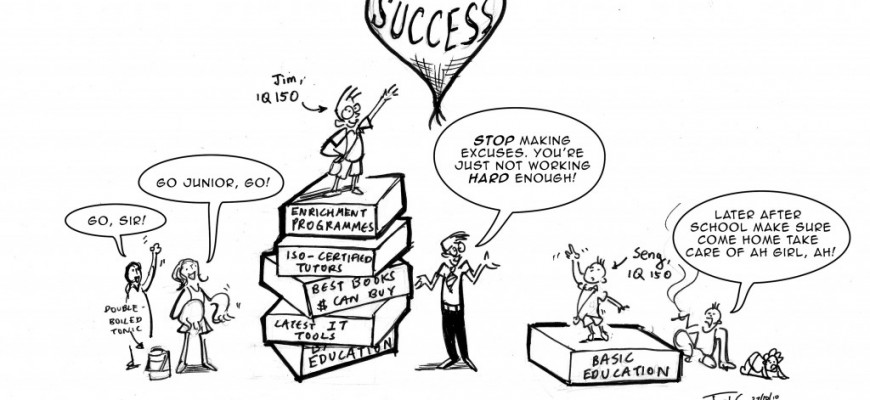 SUCCESS
Jim,
IQ 150
STOP MAKING
EXCUSES. YOU'RE
JUST NOT WORKING
HARD ENOUGH!
GO JUNIOR, GO!
GO, SIR!
ENRICHMENT
PROGRAMMES
ISO-CERTIFIED
TUTORS
BEST BOOKS
$ CAN BUY
LATEST IT
TOOLS
EDUCATION
DOUBLE-
BOILED
TONIC
Seng,
IQ 150
LATER AFTER
SCHOOL MAKE SURE
COME HOME TAKE
CARE OF AH GIRL, AH!
BASIC
EDUCATION